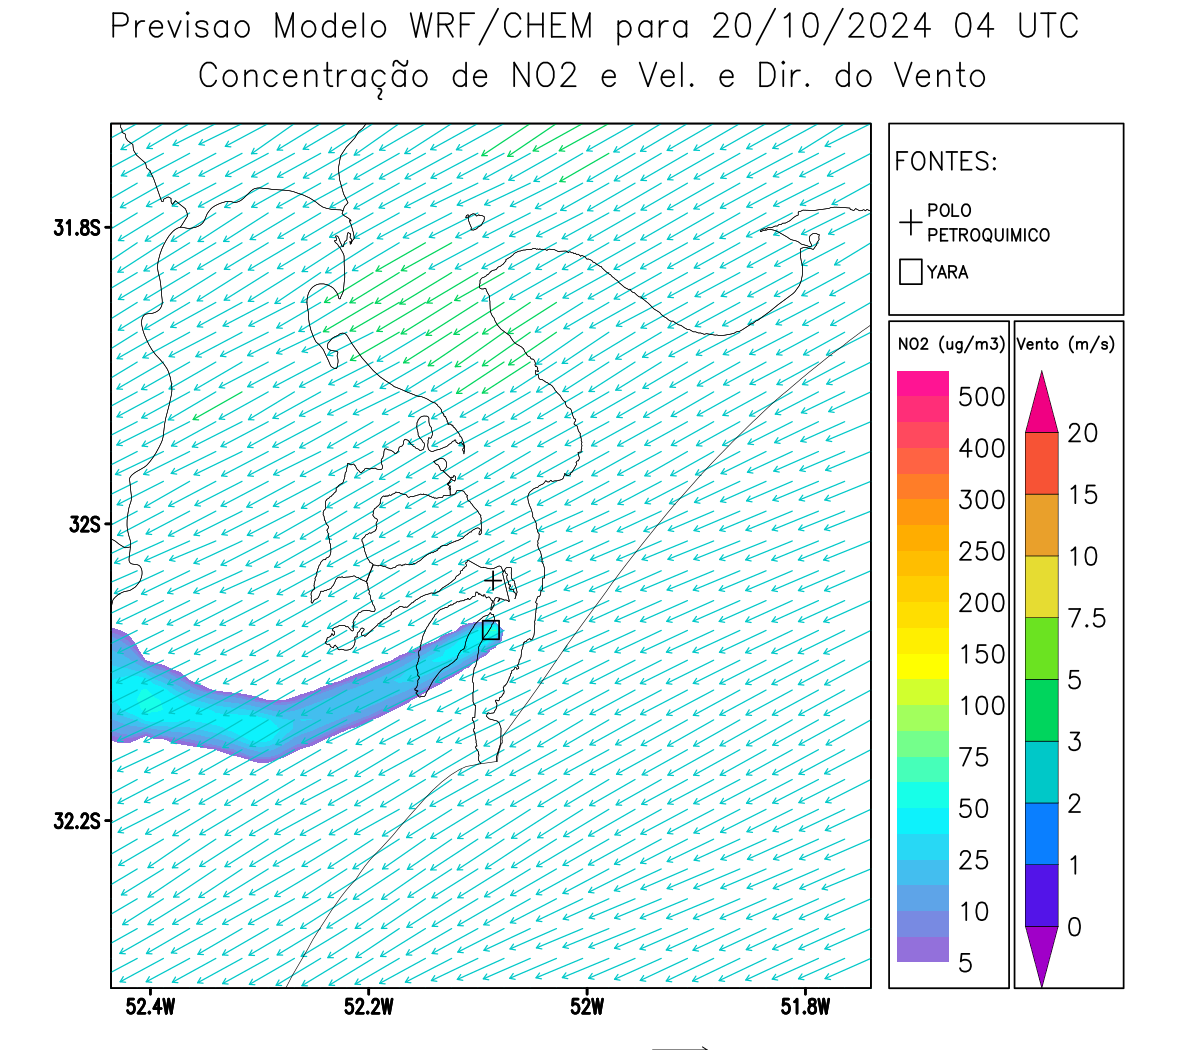 Previsao Modelo WRF/CHEM para 20/10/2024 04 UTC
Concentração de NO2 e Vel. e Dir. do Vento
FONTES:
POLO
PETROQUIMICO
YARA
31.8S
32S
32.2S
52.4W
52.2W
52W
51.8W
NO2 (ug/m3)
500
400
300
250
200
150
100
75
50
25
10
5
Vento (m/s)
20
15
10
7.5
5
3
2
1
0